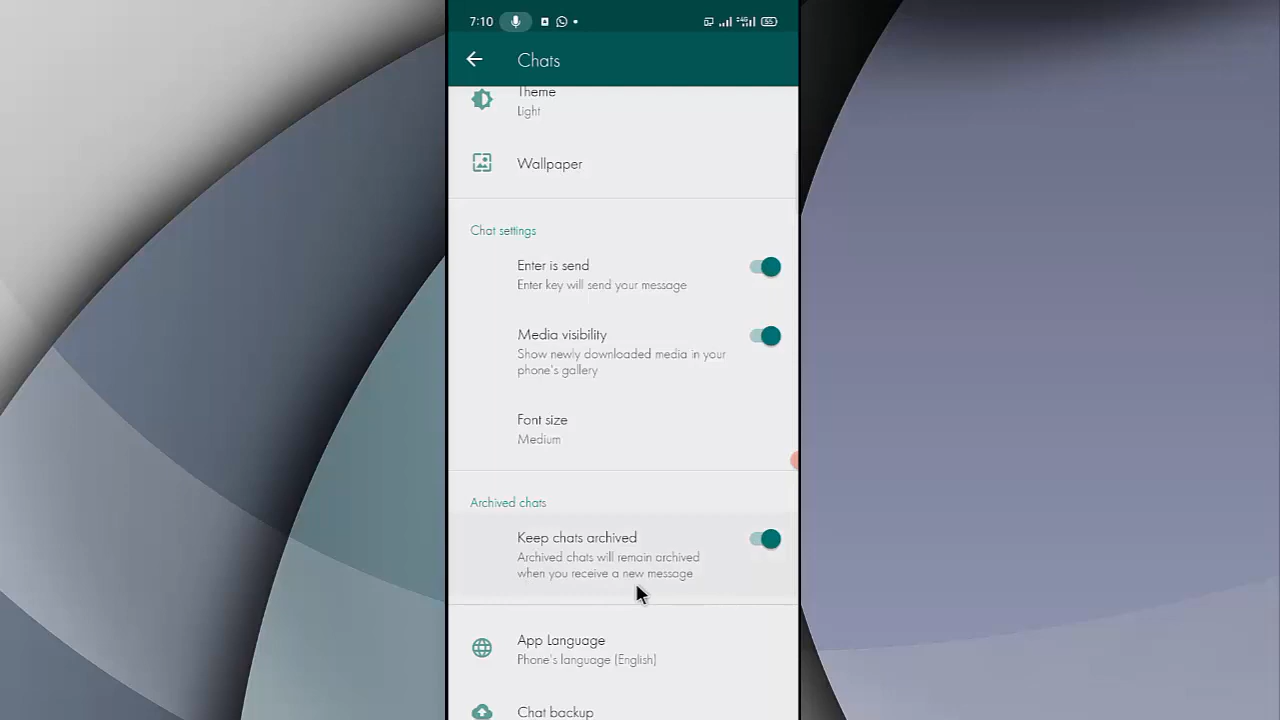 7:10
55
Chats
Theme
Light
Wallpaper
Chat settings
Enter is send
Enter key will send your message
Media visibility
Show newly downloaded media in your
phone's gallery
Font size
Medium
Archived chats
Keep chats archived
Archived chats will remain archived
when you receive a new message
App Language
Phone's language (English)
Chat backup